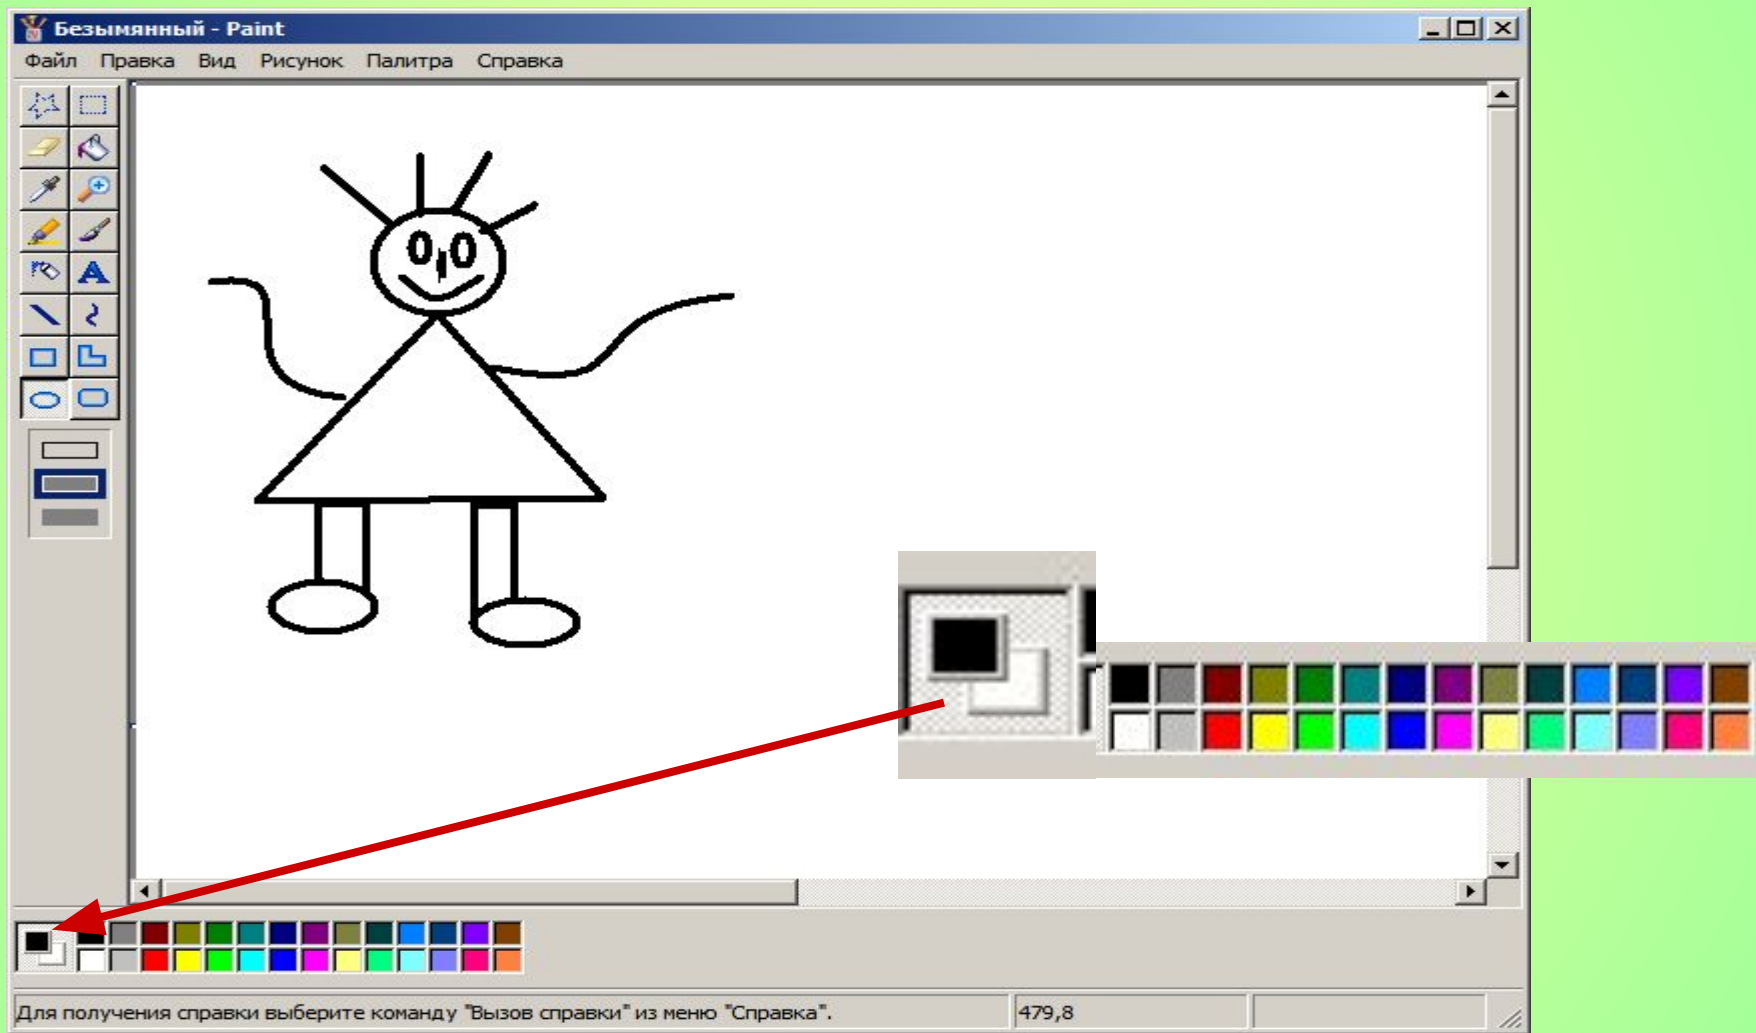 Безымянный - Paint
Файл Правка Вид Рисунок Палитра Справка
Для получения справки выберите команду "Вызов справки" из меню "Справка".
479,8